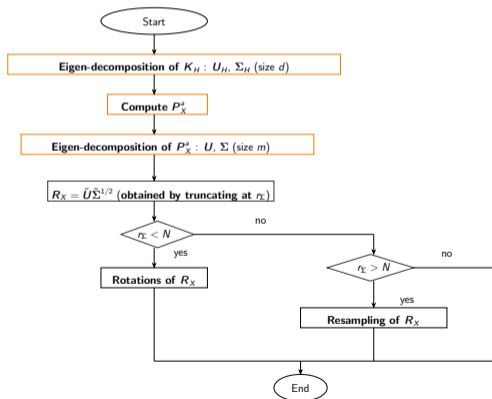 Start
Eigen-decomposition of K_H : U_H, Σ_H (size d)
Compute P_X^a
Eigen-decomposition of P_X^a : U, Σ (size m)
R_X = ŨΣ̃^{1/2} (obtained by truncating at r_Σ)
no
r_Σ < N
yes
no
r_Σ > N
Rotations of R_X
yes
Resampling of R_X
End